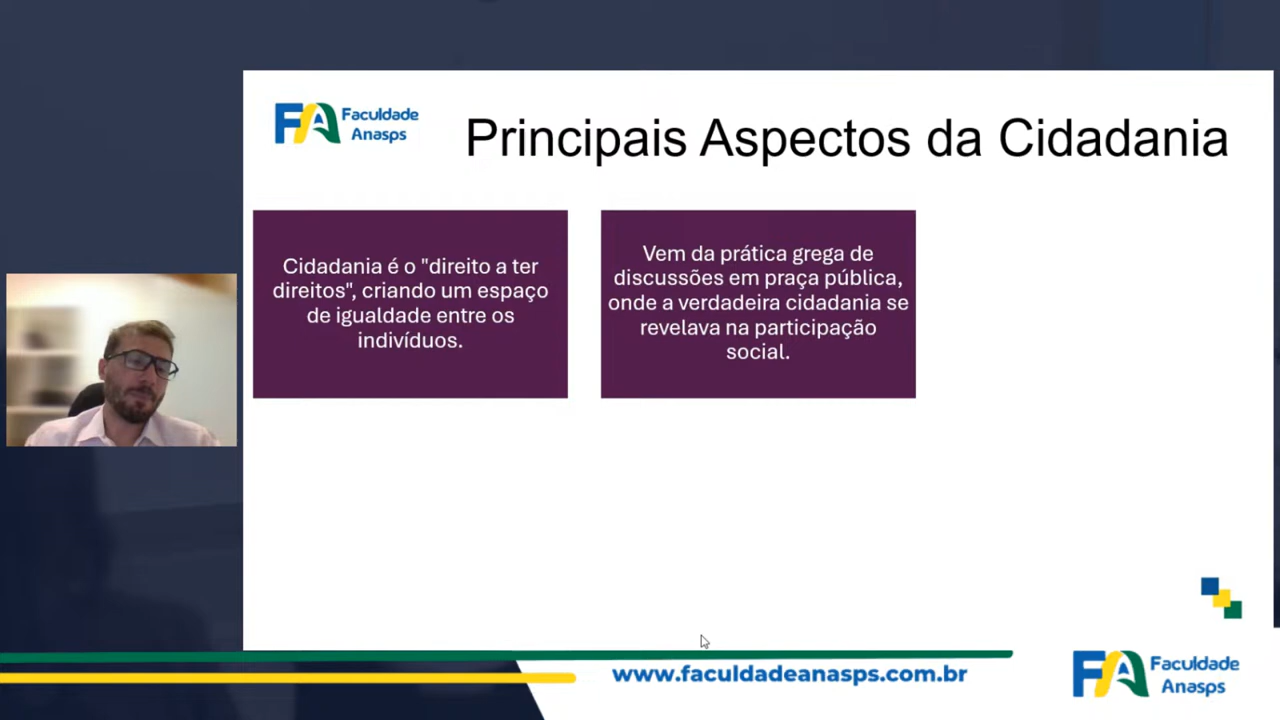 Faculdade
Anasps
Principais Aspectos da Cidadania
Cidadania é o "direito a ter
direitos", criando um espaço
de igualdade entre os
indivíduos.
Vem da prática grega de
discussões em praça pública,
onde a verdadeira cidadania se
revelava na participação
social.
www.faculdadeanasps.com.br
FA Faculdade
Anasps